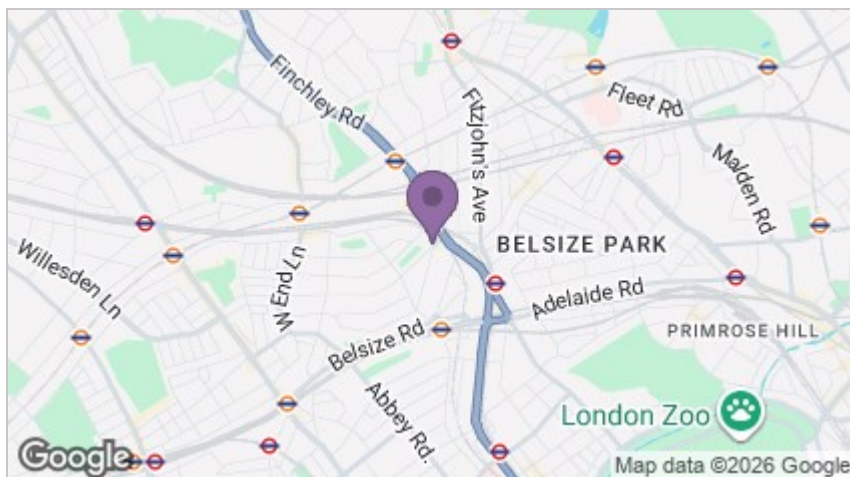 Finchley Rd
Fitzjohn's Ave
Fleet Rd
Malden Rd
BELSIZE PARK
Willesden Ln
W End Ln
Adelaide Rd
Belsize Rd
PRIMROSE HILL
Abbey Rd.
London Zoo
Google
Map data ©2026 Google